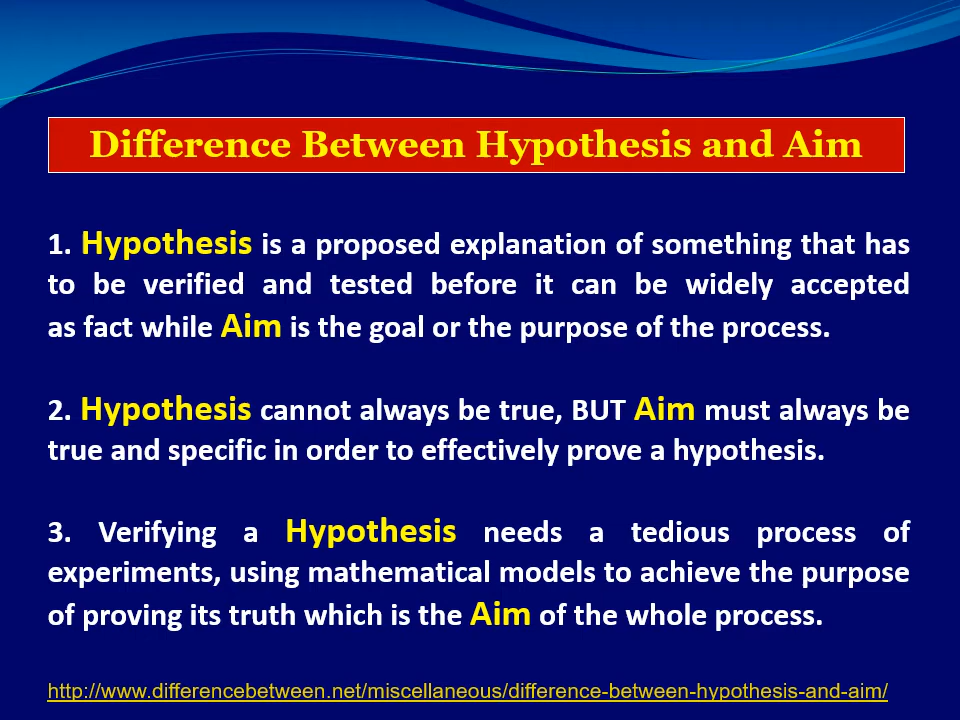 Difference Between Hypothesis and Aim
1. Hypothesis is a proposed explanation of something that has
to be verified and tested before it can be widely accepted
as fact while Aim is the goal or the purpose of the process.
2. Hypothesis cannot always be true, BUT Aim must always be
true and specific in order to effectively prove a hypothesis.
3. Verifying a Hypothesis needs a tedious process of
experiments, using mathematical models to achieve the purpose
of proving its truth which is the Aim of the whole process.
http://www.differencebetween.net/miscellaneous/difference-between-hypothesis-and-aim/